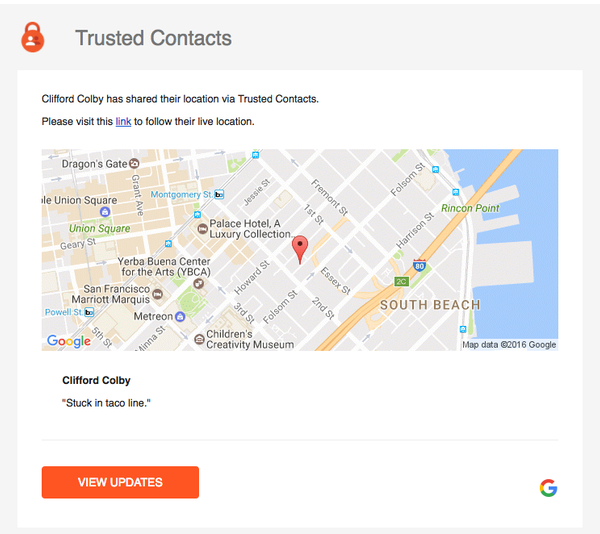 Trusted Contacts
Clifford Colby has shared their location via Trusted Contacts.
Please visit this link to follow their live location.
Dragon's Gate
Grant Ave
le Union Square
Montgomery St.
Jessie St
Fremont St
1st St
Folsom St
Rincon Point
Union Square
Geary St
Palace Hotel, A
Luxury Collection...
Harrison St
Yerba Buena Center
for the Arts (YBCA)
Howard St
Essex St
80
2C
San Francisco
Marriott Marquis
Folsom St
2nd St
SOUTH BEACH
Powell St.
Metreon
3rd St
5th St
Minna St
Children's
Creativity Museum
Google
Map data ©2016 Google
Clifford Colby
"Stuck in taco line."
VIEW UPDATES
G